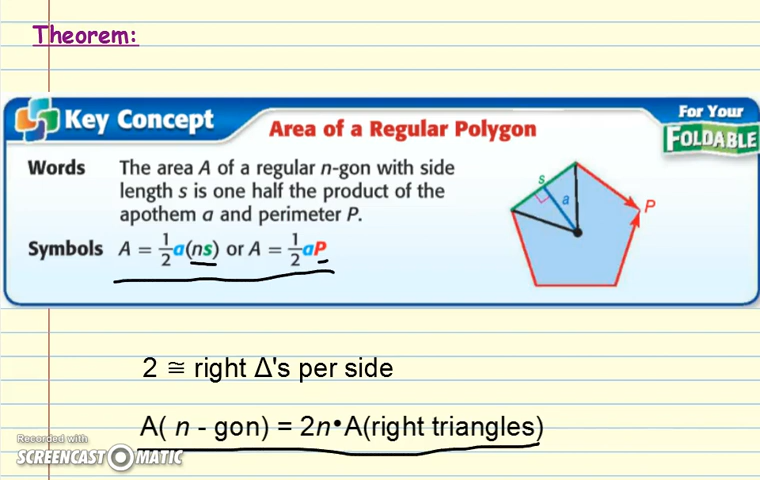 Theorem:
Key Concept
Area of a Regular Polygon
For Your
FOLDABLE
Words
The area A of a regular n-gon with side
length s is one half the product of the
apothem a and perimeter P.
Symbols A = 1/2a(ns) or A = 1/2aP
s
a
P
2 ≅ right Δ's per side
A( n - gon) = 2n•A(right triangles)
Recorded with
SCREENCAST O MATIC